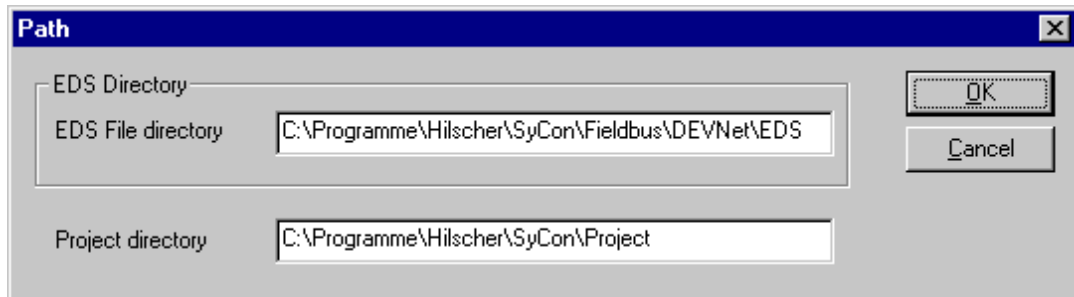 Path
EDS Directory
EDS File directory C:\Programme\Hilscher\SyCon\Fieldbus\DEVNet\EDS
OK
Cancel
Project directory C:\Programme\Hilscher\SyCon\Project